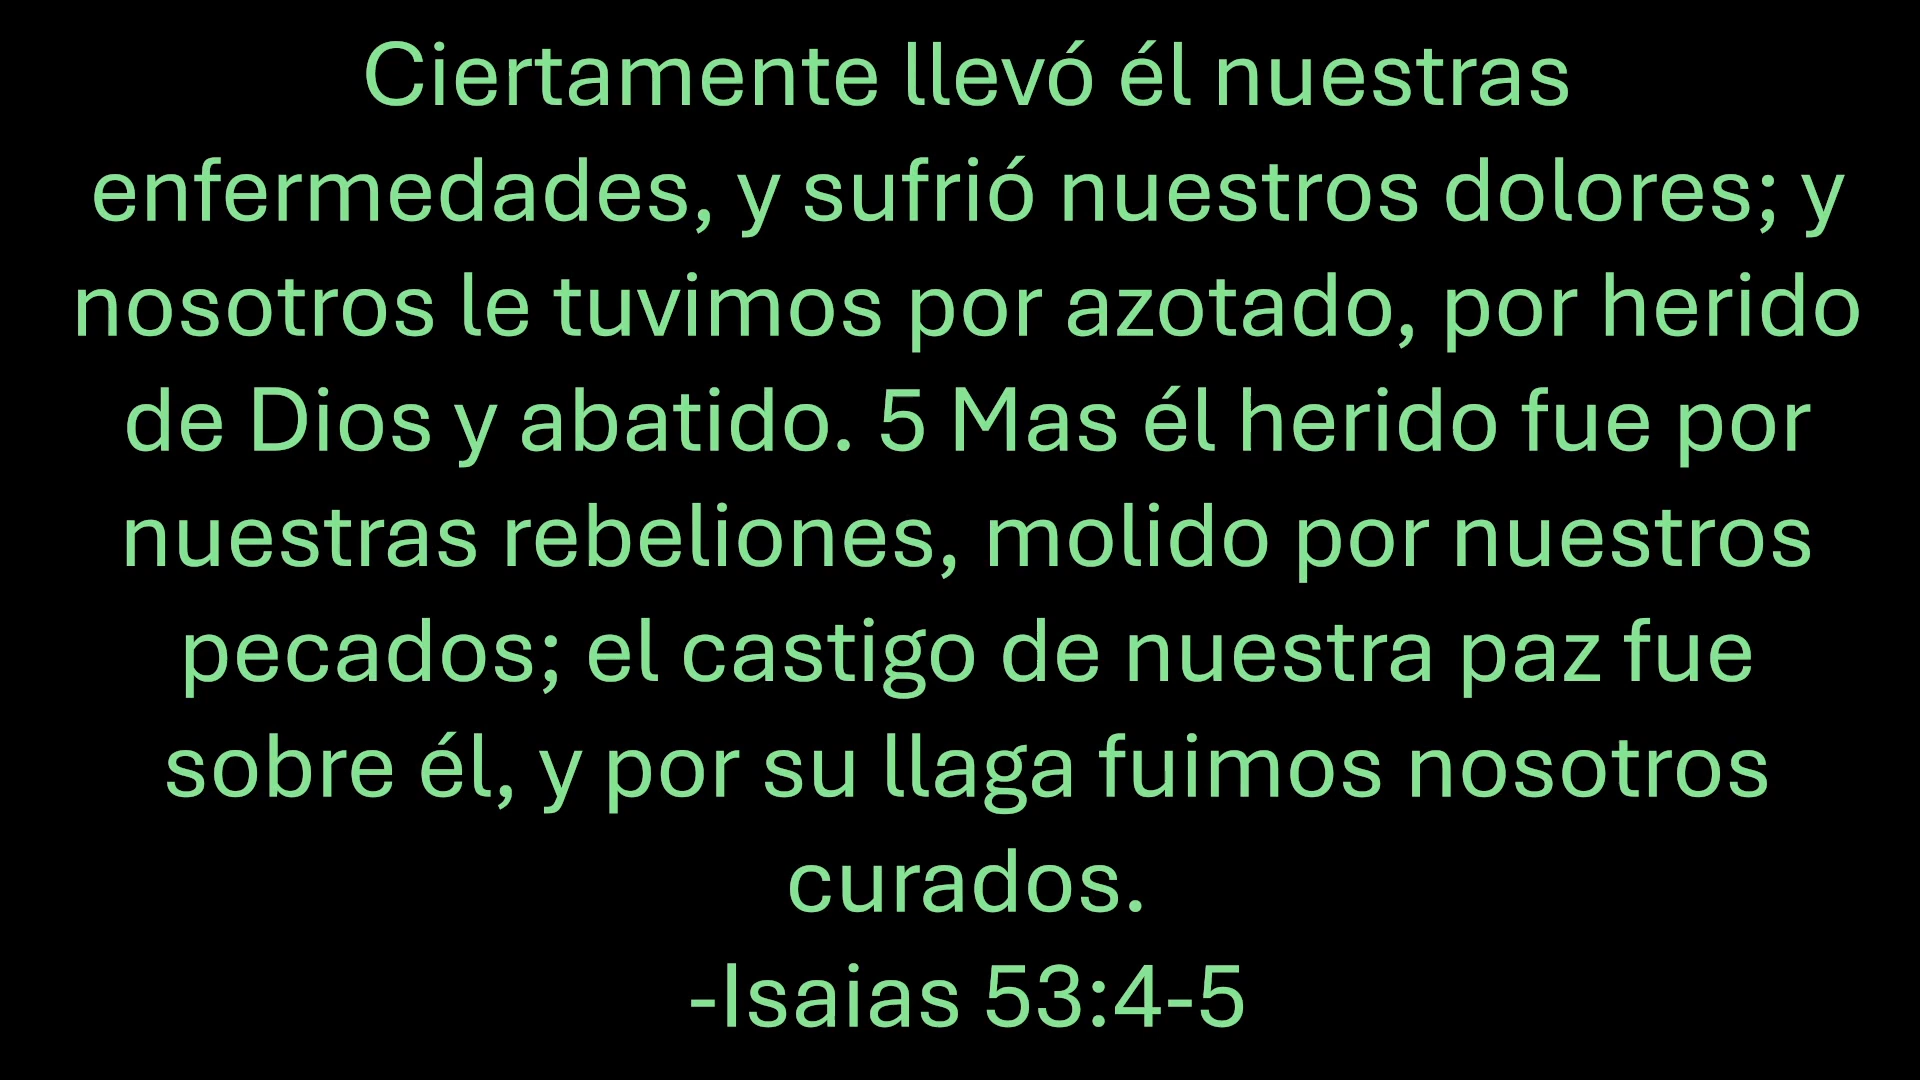 Ciertamente llevó él nuestras
enfermedades, y sufrió nuestros dolores; y
nosotros le tuvimos por azotado, por herido
de Dios y abatido. 5 Mas él herido fue por
nuestras rebeliones, molido por nuestros
pecados; el castigo de nuestra paz fue
sobre él, y por su llaga fuimos nosotros
curados.
-Isaias 53:4-5